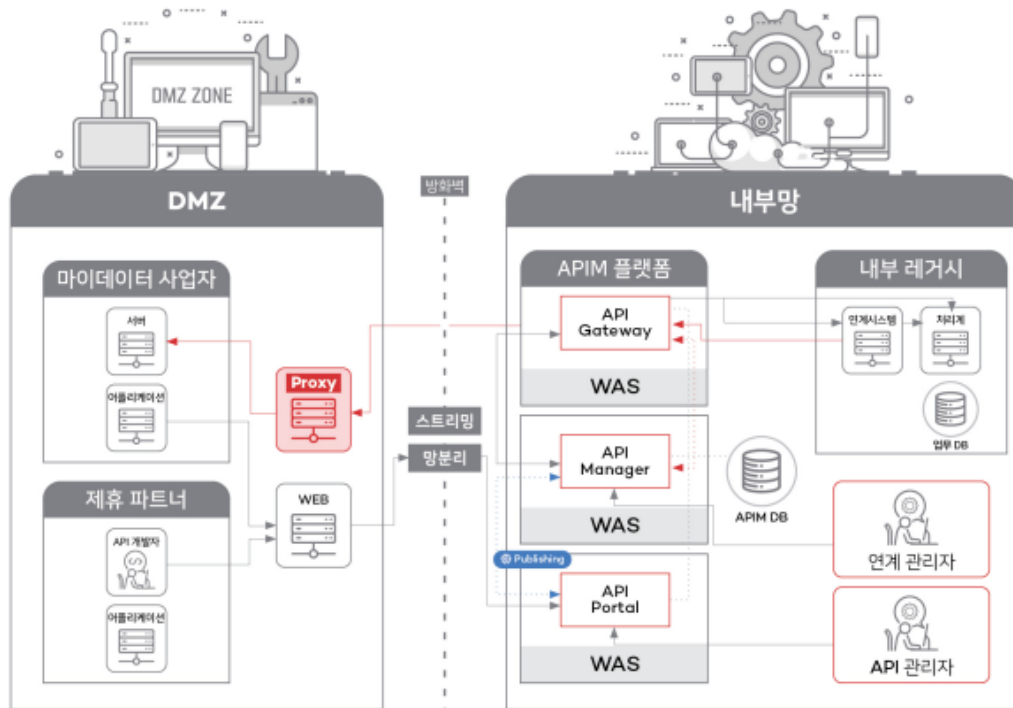 DMZ ZONE
DMZ
방화벽
내부망
마이데이터 사업자
서버
어플리케이션
Proxy
제휴 파트너
API 개발자
어플리케이션
WEB
스트리밍
망분리
APIM 플랫폼
API
Gateway
WAS
API
Manager
WAS
Publishing
API
Portal
WAS
APIM DB
내부 레거시
연계시스템
처리계
업무 DB
연계 관리자
API 관리자